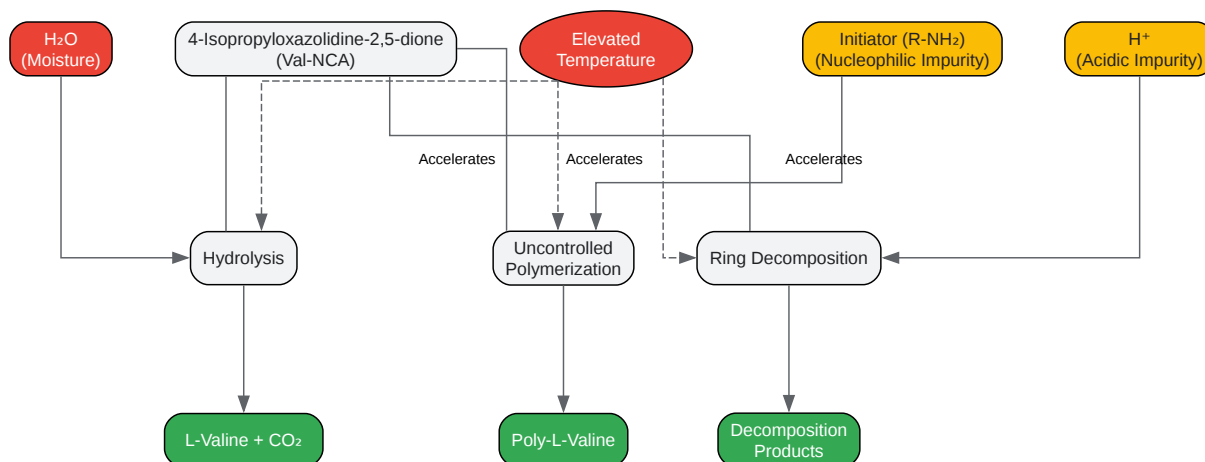 H₂O
(Moisture)
4-Isopropyloxazolidine-2,5-dione
(Val-NCA)
Elevated
Temperature
Initiator (R-NH₂)
(Nucleophilic Impurity)
H⁺
(Acidic Impurity)
Accelerates
Accelerates
Accelerates
Hydrolysis
Uncontrolled
Polymerization
Ring Decomposition
L-Valine + CO₂
Poly-L-Valine
Decomposition
Products